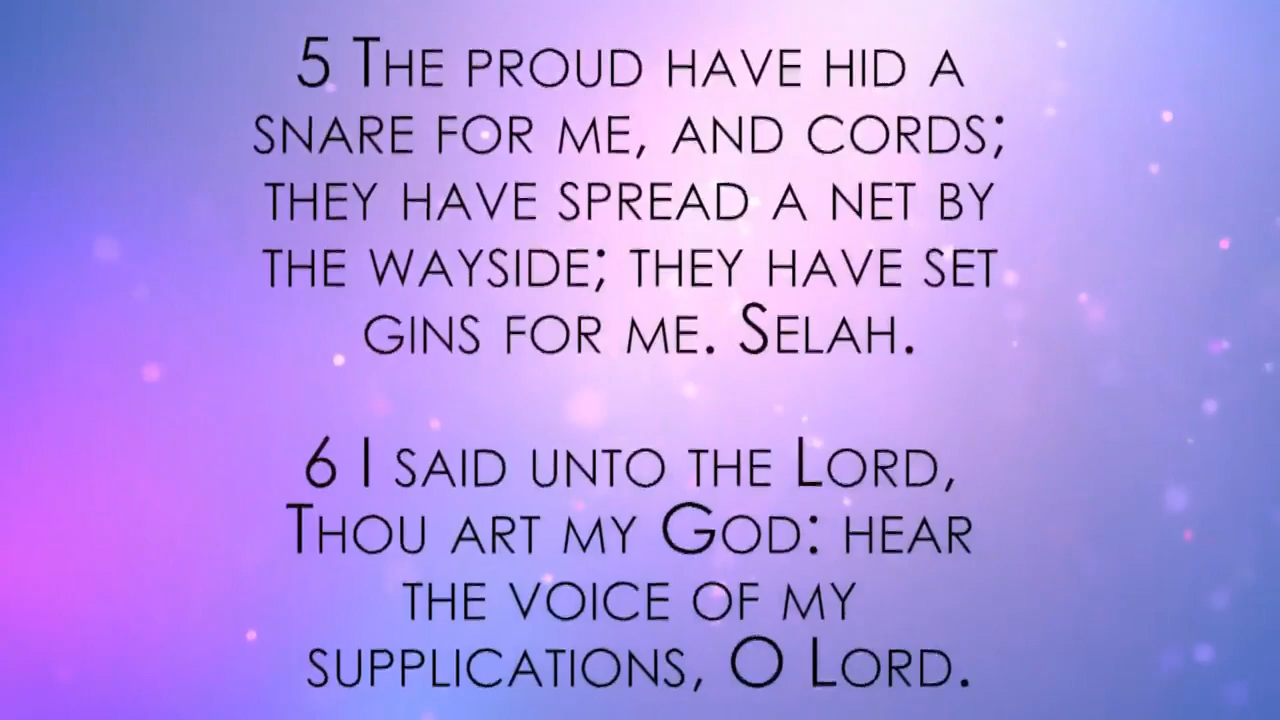 5 The proud have hid a
snare for me, and cords;
they have spread a net by
the wayside; they have set
gins for me. Selah.
6 I said unto the Lord,
Thou art my God: hear
the voice of my
supplications, O Lord.